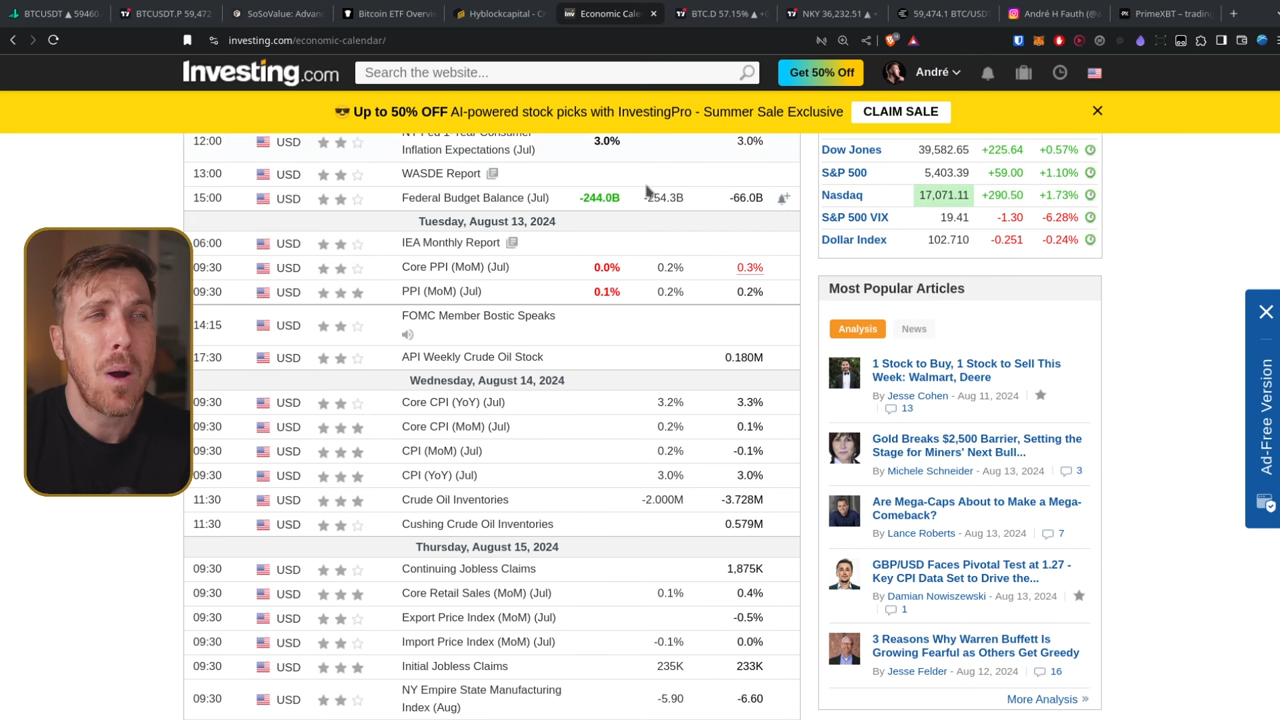 BTCUSDT ▲ 59460
BTCUSDT.P 59,472
SoSoValue: Advan
Bitcoin ETF Overvi
Hyblockcapital - C
Economic Cale
BTC.D 57.15% ▲
NKY 36,232.51 ▲
59,474.1 BTC/USD
André H Fauth (@
PrimeXBT – tradin
investing.com/economic-calendar/
Investing.com
Search the website...
Get 50% Off
André
Up to 50% OFF AI-powered stock picks with InvestingPro - Summer Sale Exclusive
CLAIM SALE
12:00 USD NY Fed 1-Year Consumer
Inflation Expectations (Jul) 3.0% 3.0%
13:00 USD WASDE Report
15:00 USD Federal Budget Balance (Jul) -244.0B -254.3B -66.0B
Tuesday, August 13, 2024
06:00 USD IEA Monthly Report
09:30 USD Core PPI (MoM) (Jul) 0.0% 0.2% 0.3%
09:30 USD PPI (MoM) (Jul) 0.1% 0.2% 0.2%
14:15 USD FOMC Member Bostic Speaks
17:30 USD API Weekly Crude Oil Stock 0.180M
Wednesday, August 14, 2024
09:30 USD Core CPI (YoY) (Jul) 3.2% 3.3%
09:30 USD Core CPI (MoM) (Jul) 0.2% 0.1%
09:30 USD CPI (MoM) (Jul) 0.2% -0.1%
09:30 USD CPI (YoY) (Jul) 3.0% 3.0%
11:30 USD Crude Oil Inventories -2.000M -3.728M
11:30 USD Cushing Crude Oil Inventories 0.579M
Thursday, August 15, 2024
09:30 USD Continuing Jobless Claims 1,875K
09:30 USD Core Retail Sales (MoM) (Jul) 0.1% 0.4%
09:30 USD Export Price Index (MoM) (Jul) -0.5%
09:30 USD Import Price Index (MoM) (Jul) -0.1% 0.0%
09:30 USD Initial Jobless Claims 235K 233K
09:30 USD NY Empire State Manufacturing
Index (Aug) -5.90 -6.60
Dow Jones 39,582.65 +225.64 +0.57%
S&P 500 5,403.39 +59.00 +1.10%
Nasdaq 17,071.11 +290.50 +1.73%
S&P 500 VIX 19.41 -1.30 -6.28%
Dollar Index 102.710 -0.251 -0.24%
Most Popular Articles
Analysis News
1 Stock to Buy, 1 Stock to Sell This
Week: Walmart, Deere
By Jesse Cohen - Aug 11, 2024
13
Gold Breaks $2,500 Barrier, Setting the
Stage for Miners' Next Bull...
By Michele Schneider - Aug 13, 2024 3
Are Mega-Caps About to Make a Mega-
Comeback?
By Lance Roberts - Aug 13, 2024 7
GBP/USD Faces Pivotal Test at 1.27 -
Key CPI Data Set to Drive the...
By Damian Nowiszewski - Aug 13, 2024
1
3 Reasons Why Warren Buffett Is
Growing Fearful as Others Get Greedy
By Jesse Felder - Aug 12, 2024 16
More Analysis »
Ad-Free Version